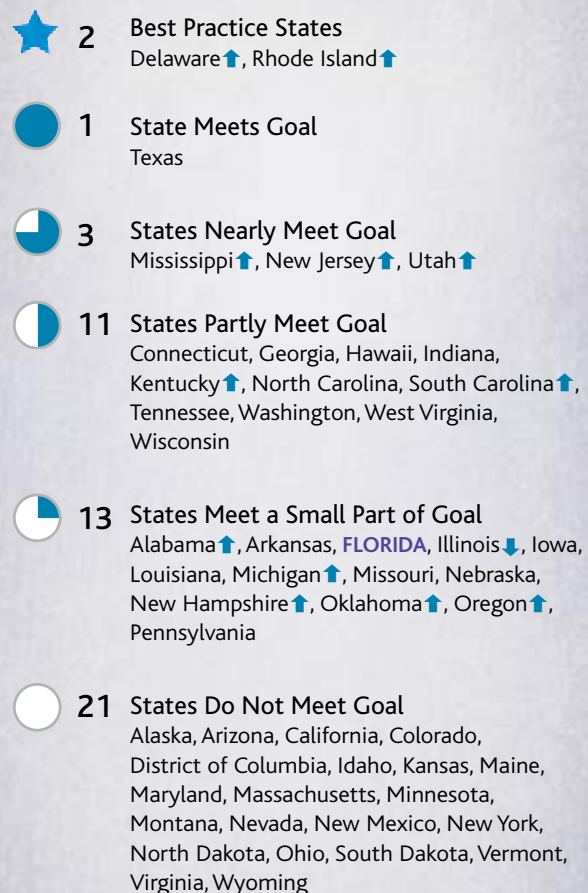 2 Best Practice States
Delaware⬆, Rhode Island⬆
1 State Meets Goal
Texas
3 States Nearly Meet Goal
Mississippi⬆, New Jersey⬆, Utah⬆
11 States Partly Meet Goal
Connecticut, Georgia, Hawaii, Indiana,
Kentucky⬆, North Carolina, South Carolina⬆,
Tennessee, Washington, West Virginia,
Wisconsin
13 States Meet a Small Part of Goal
Alabama⬆, Arkansas, FLORIDA, Illinois⬇, Iowa,
Louisiana, Michigan⬆, Missouri, Nebraska,
New Hampshire⬆, Oklahoma⬆, Oregon⬆,
Pennsylvania
21 States Do Not Meet Goal
Alaska, Arizona, California, Colorado,
District of Columbia, Idaho, Kansas, Maine,
Maryland, Massachusetts, Minnesota,
Montana, Nevada, New Mexico, New York,
North Dakota, Ohio, South Dakota, Vermont,
Virginia, Wyoming